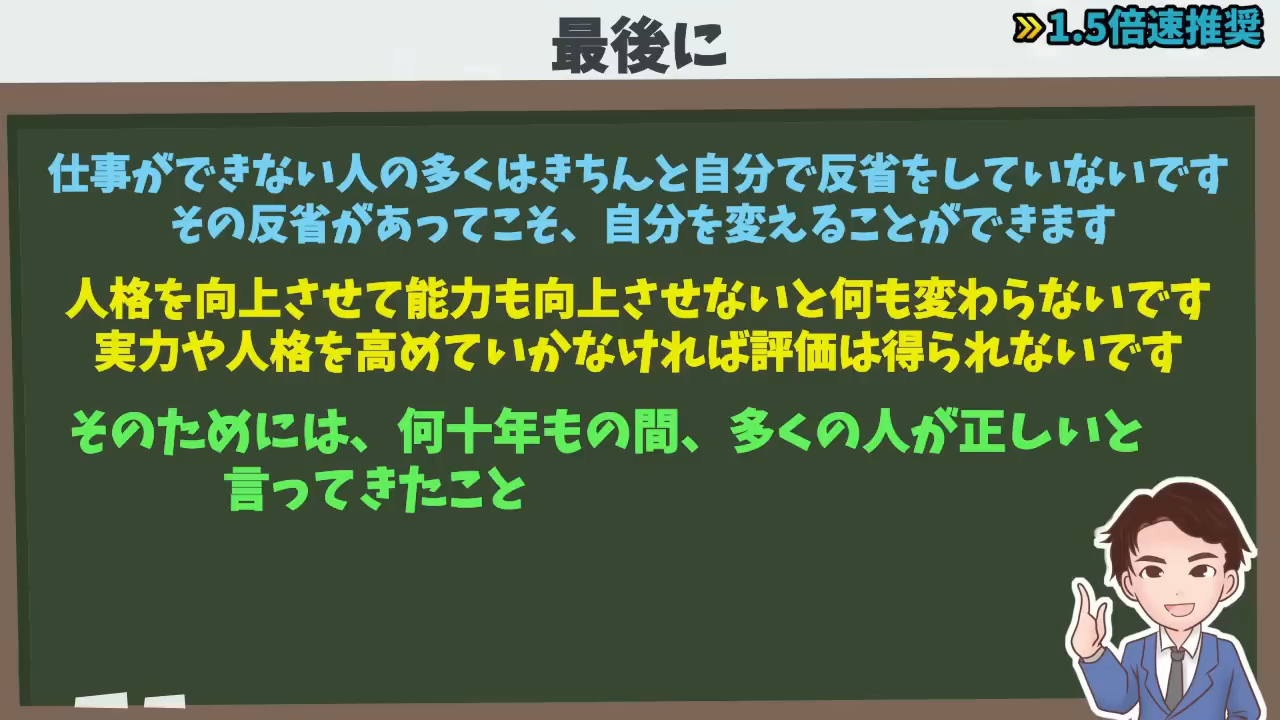 最後に
1.5倍速推奨
仕事ができない人の多くはきちんと自分で反省をしていないです
その反省があってこそ、自分を変えることができます
人格を向上させて能力も向上させないと何も変わらないです
実力や人格を高めていかなければ評価は得られないです
そのためには、何十年もの間、多くの人が正しいと
言ってきたこと